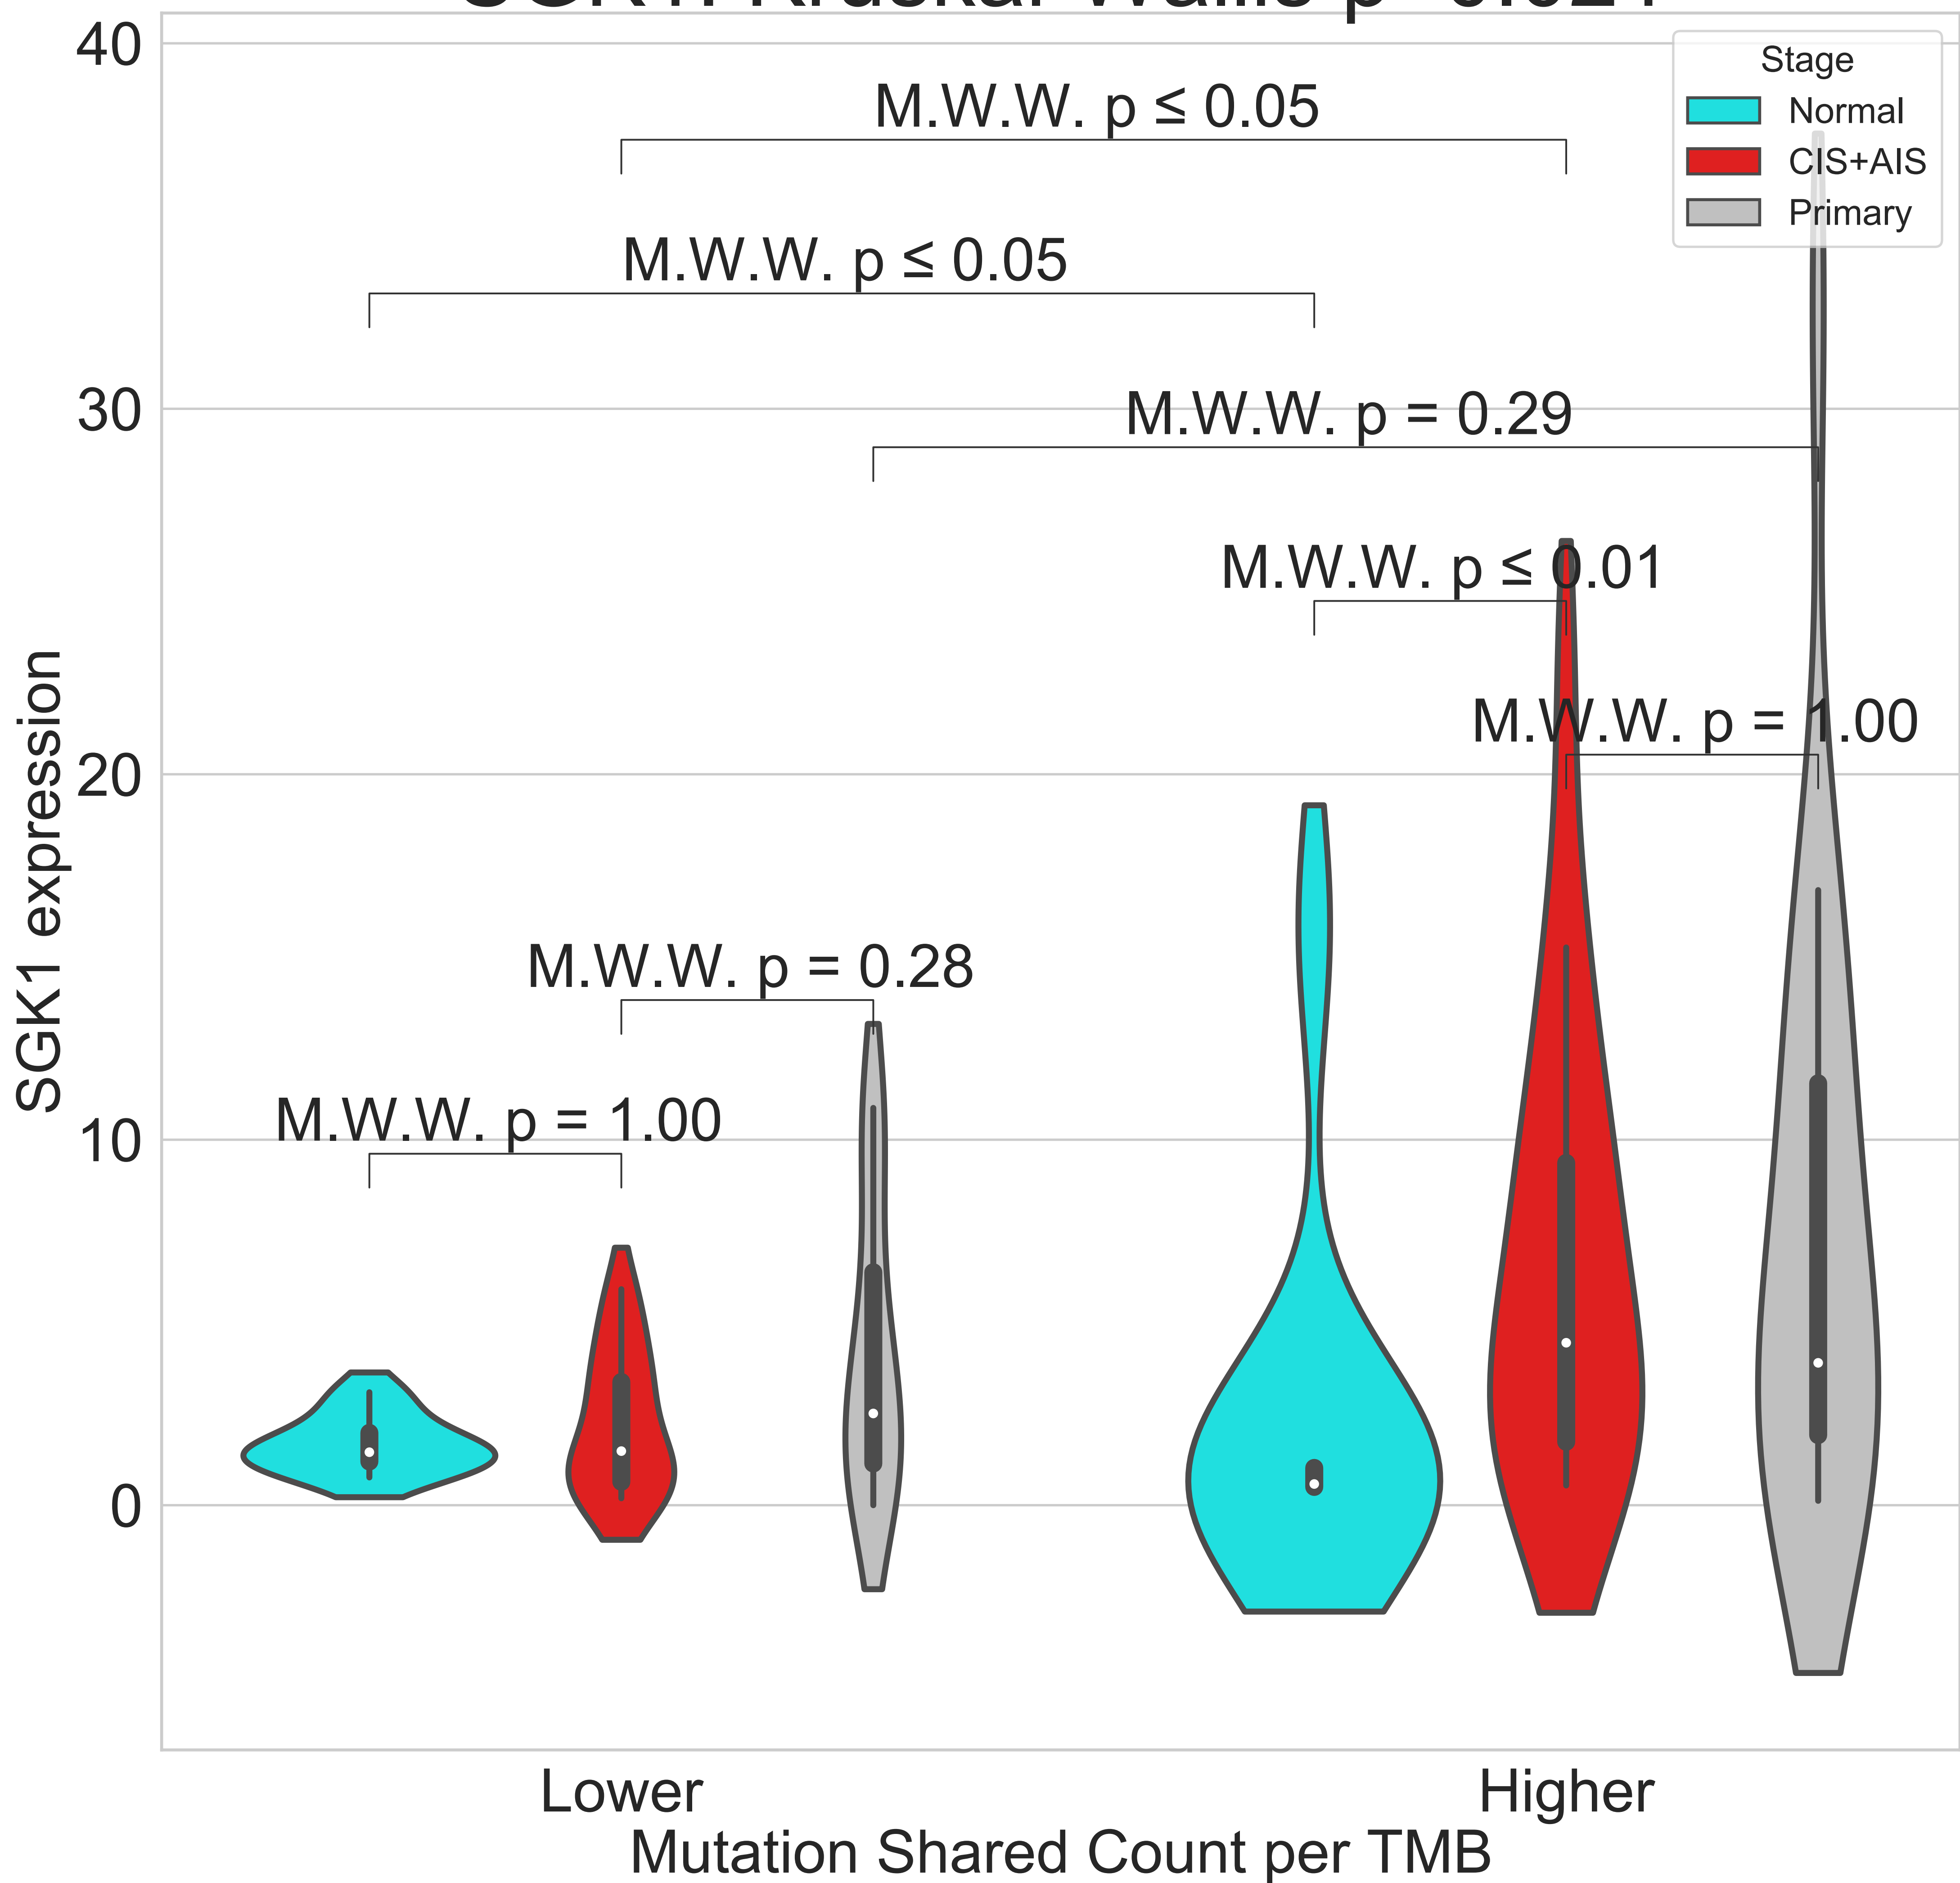 40
Stage
Normal
CIS+AIS
Primary
M.W.W. p ≤ 0.05
M.W.W. p ≤ 0.05
30
M.W.W. p = 0.29
M.W.W. p ≤ 0.01
M.W.W. p = 1.00
20
SGK1 expression
M.W.W. p = 0.28
M.W.W. p = 1.00
10
0
Lower
Higher
Mutation Shared Count per TMB